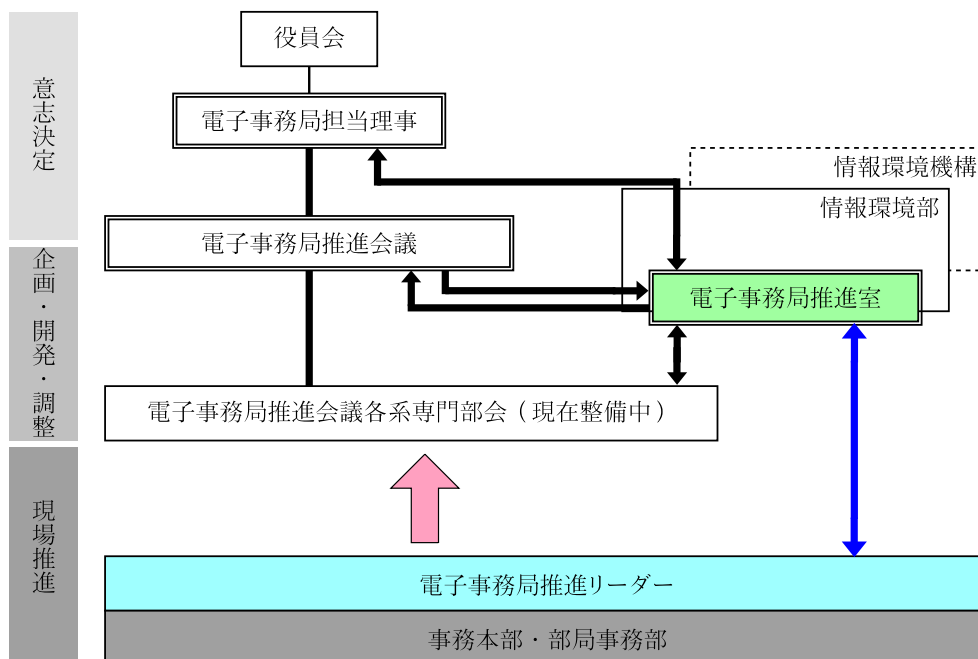 意志決定
役員会
電子事務局担当理事
情報環境機構
情報環境部
電子事務局推進会議
企画・開発・調整
電子事務局推進室
電子事務局推進会議各系専門部会（現在整備中）
現場推進
電子事務局推進リーダー
事務本部・部局事務部